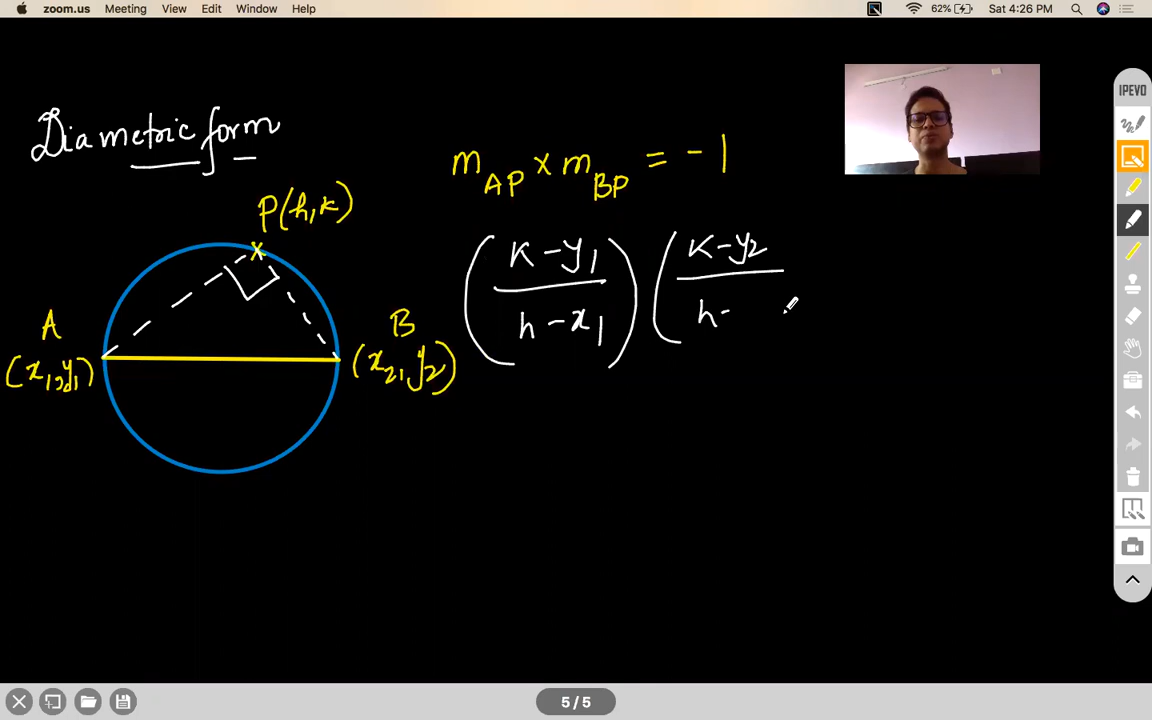 zoom.us Meeting View Edit Window Help
62% Sat 4:26 PM
IPEVO
Diametric form
m_AP x m_BP = -1
P(h, k)
x
(K-y1 / h-x1) (K-y2 / h-
A
(x1, y1)
B
(x2, y2)
5 / 5